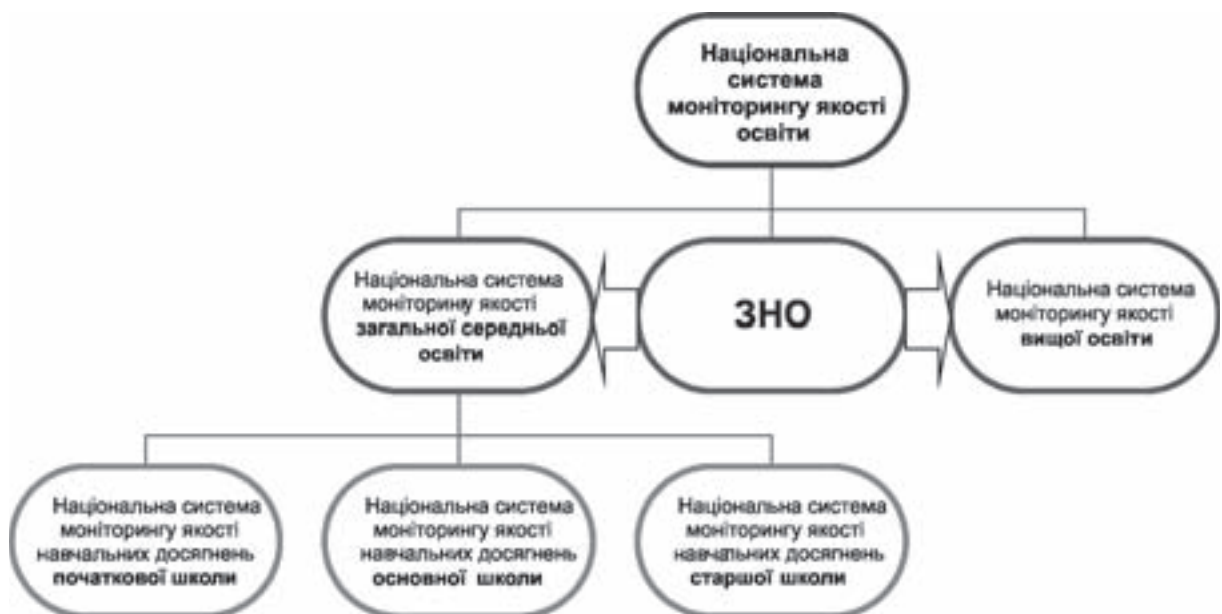 Національна
система
моніторингу якості
освіти
Національна система
моніторингу якості
загальної середньої
освіти
ЗНО
Національна система
моніторингу якості
вищої освіти
Національна система
моніторингу якості
навчальних досягнень
початкової школи
Національна система
моніторингу якості
навчальних досягнень
основної школи
Національна система
моніторингу якості
навчальних досягнень
старшої школи